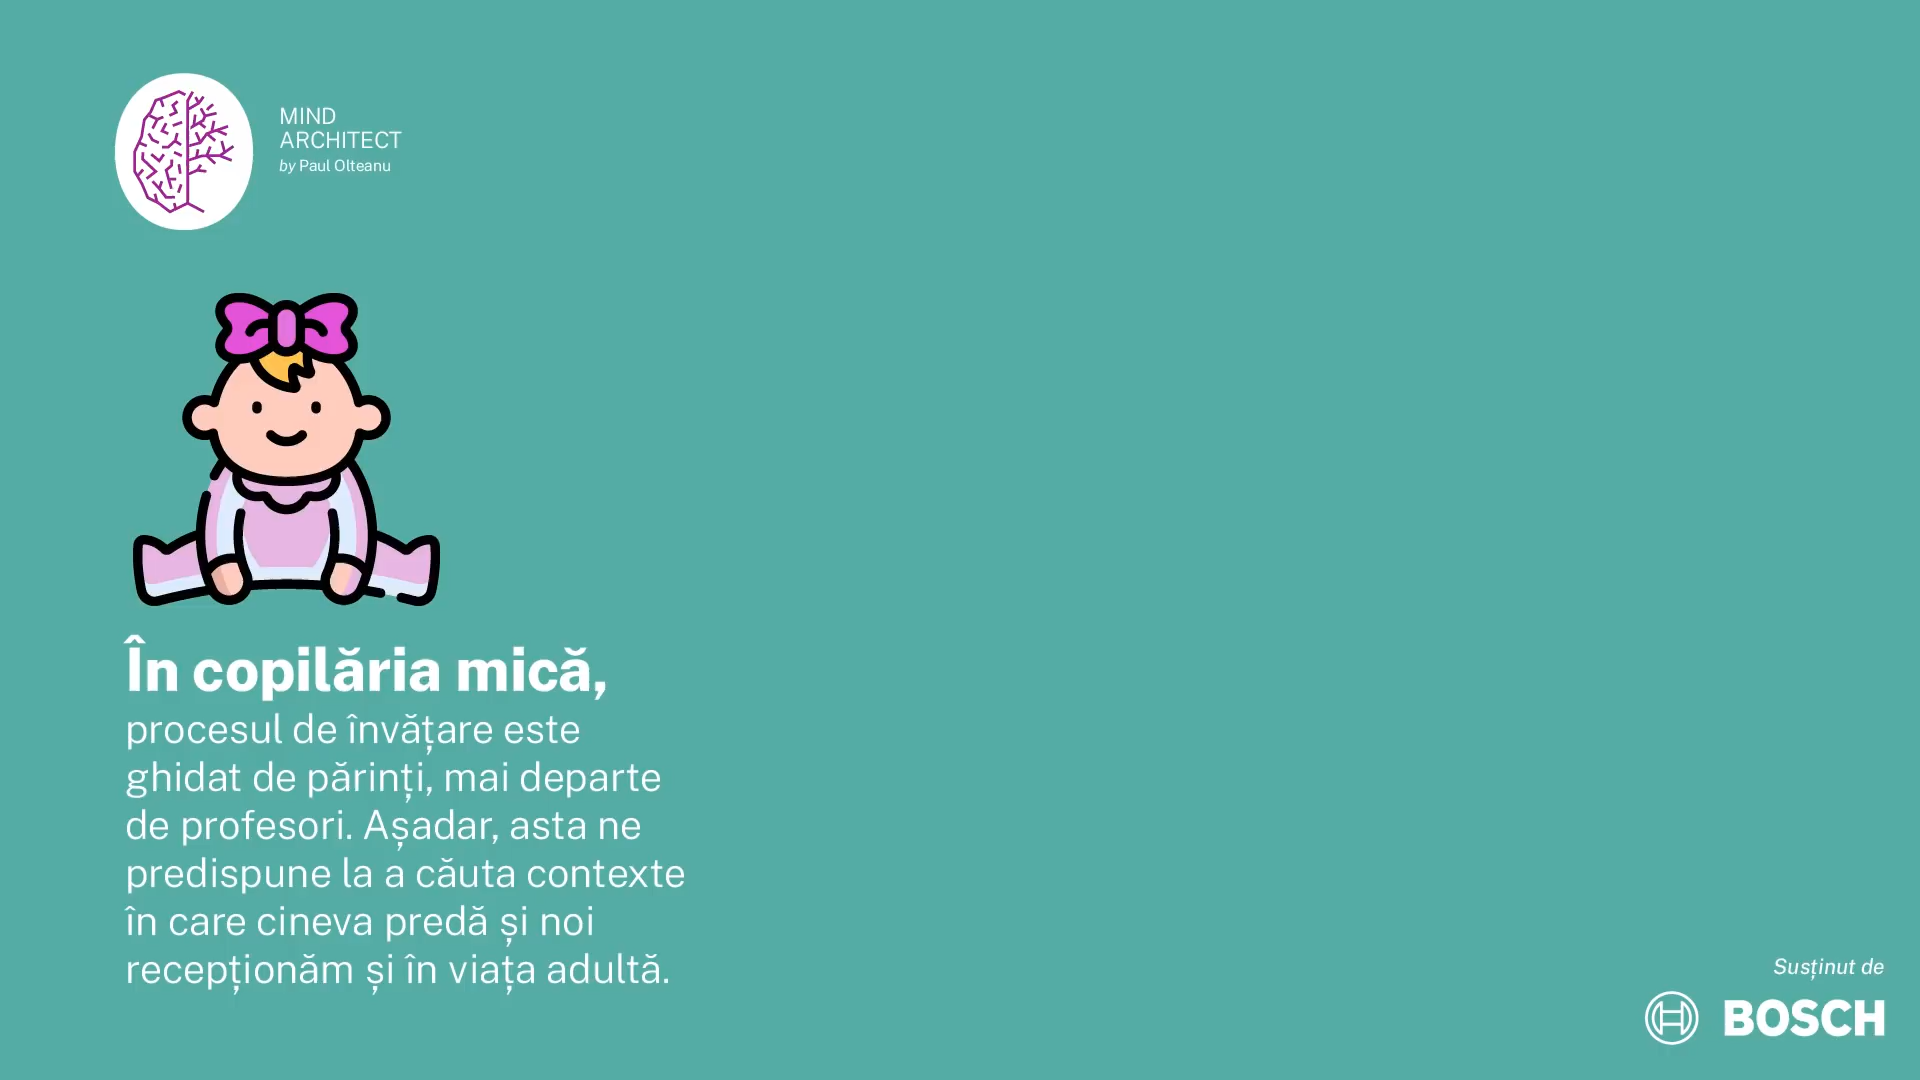 MIND
ARCHITECT
by Paul Olteanu
În copilăria mică,
procesul de învățare este
ghidat de părinți, mai departe
de profesori. Așadar, asta ne
predispune la a căuta contexte
în care cineva predă și noi
recepționăm și în viața adultă.
Susținut de
BOSCH